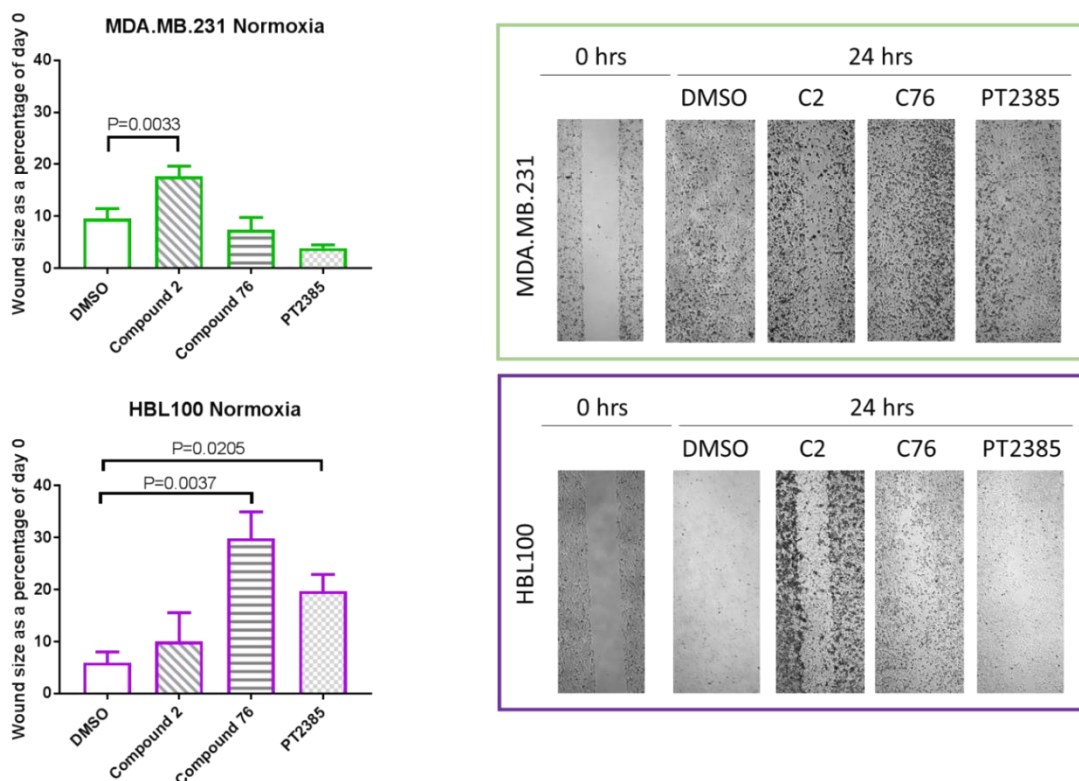 MDA.MB.231 Normoxia
Wound size as a percentage of day 0
40
30
20
10
0
P=0.0033
DMSO
Compound 2
Compound 76
PT2385
0 hrs
24 hrs
DMSO
C2
C76
PT2385
MDA.MB.231
HBL100 Normoxia
Wound size as a percentage of day 0
40
30
20
10
0
P=0.0205
P=0.0037
DMSO
Compound 2
Compound 76
PT2385
0 hrs
24 hrs
DMSO
C2
C76
PT2385
HBL100